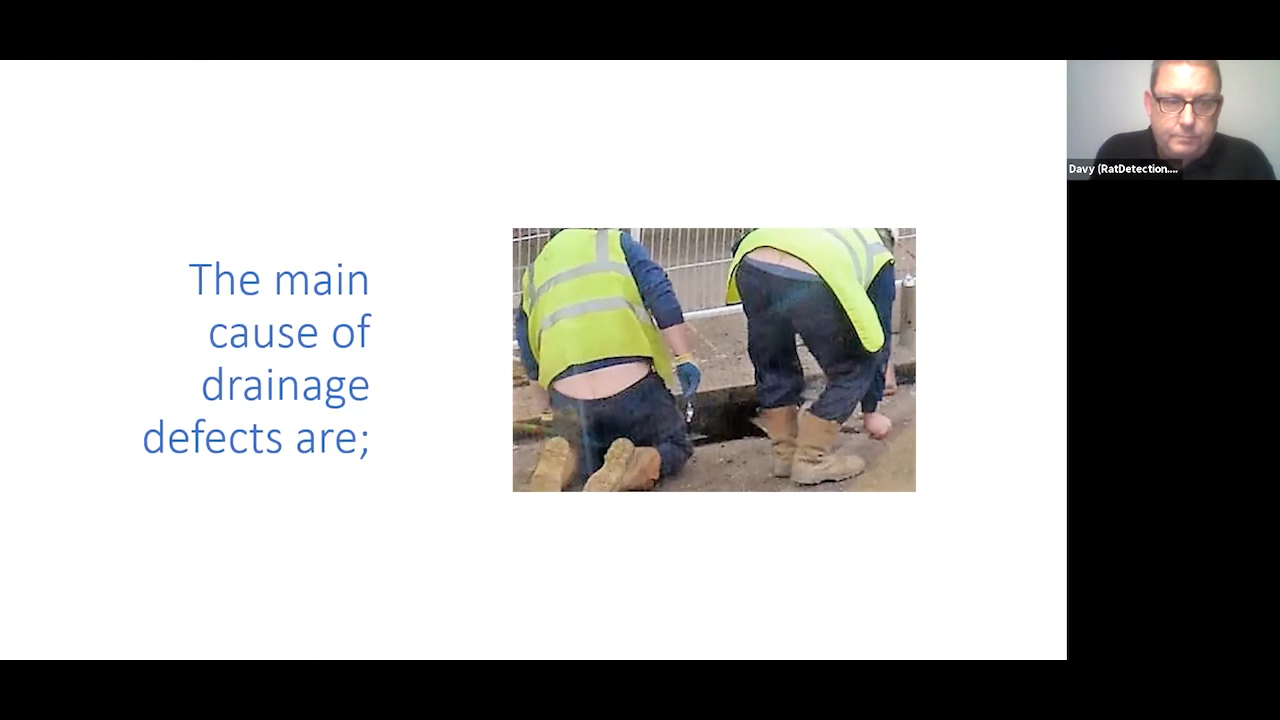 The main
cause of
drainage
defects are;
Davy (RatDetection....